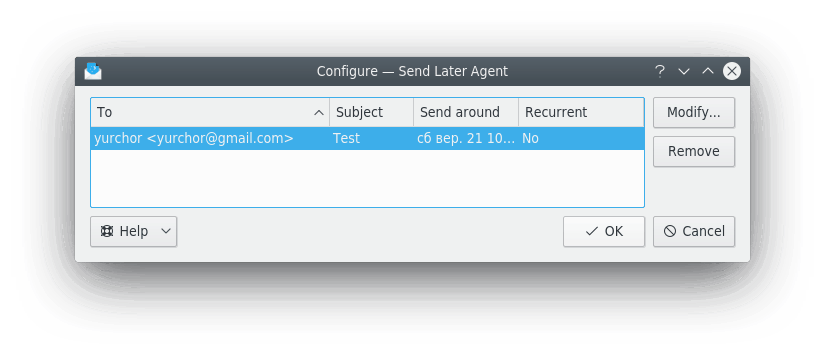 Configure — Send Later Agent
To Subject Send around Recurrent
yurchor <yurchor@gmail.com> Test сб вер. 21 10... No
Modify...
Remove
Help OK Cancel